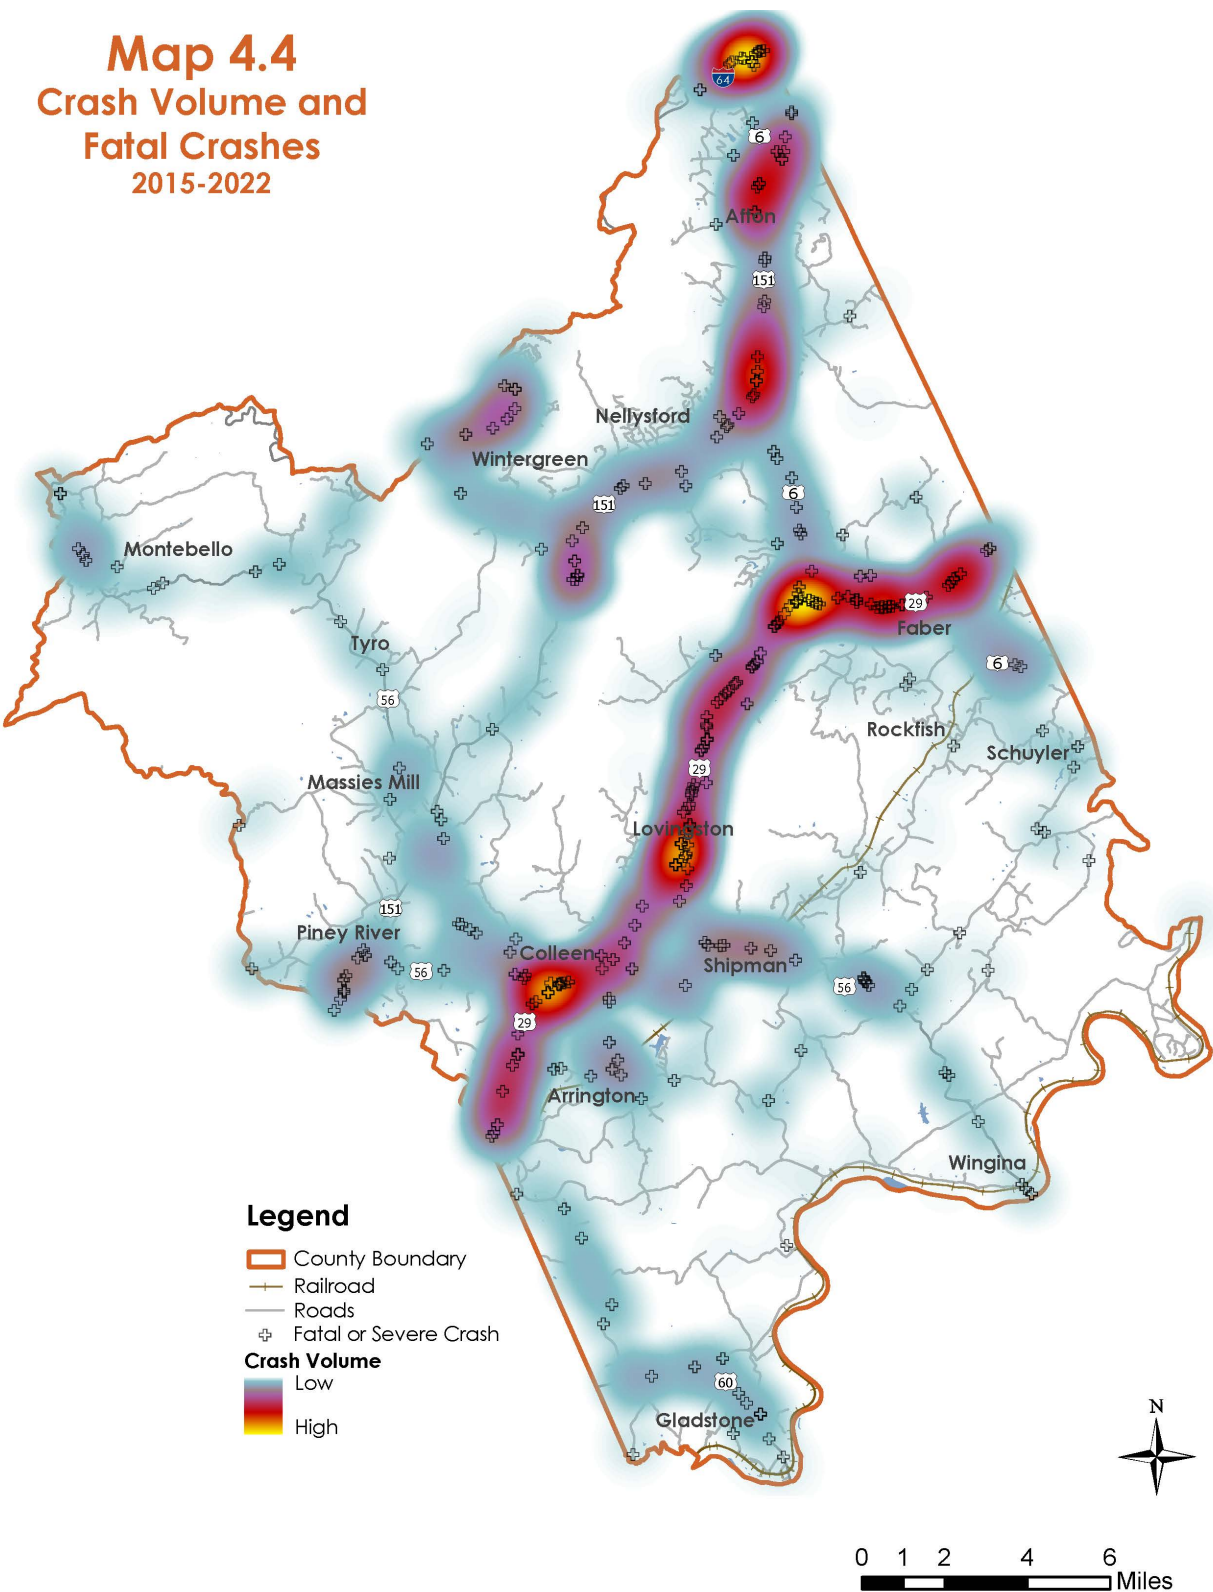 Map 4.4
Crash Volume and
Fatal Crashes
2015-2022
64
6
Afton
151
Nellysford
Wintergreen
151
6
Montebello
29
Faber
Tyro
6
56
Rockfish
Schuyler
29
Massies Mill
Lovingston
151
Piney River
Colleen
Shipman
56
56
29
Arrington
Wingina
Legend
County Boundary
Railroad
Roads
Fatal or Severe Crash
Crash Volume
Low
High
60
Gladstone
N
0 1 2 4 6
Miles